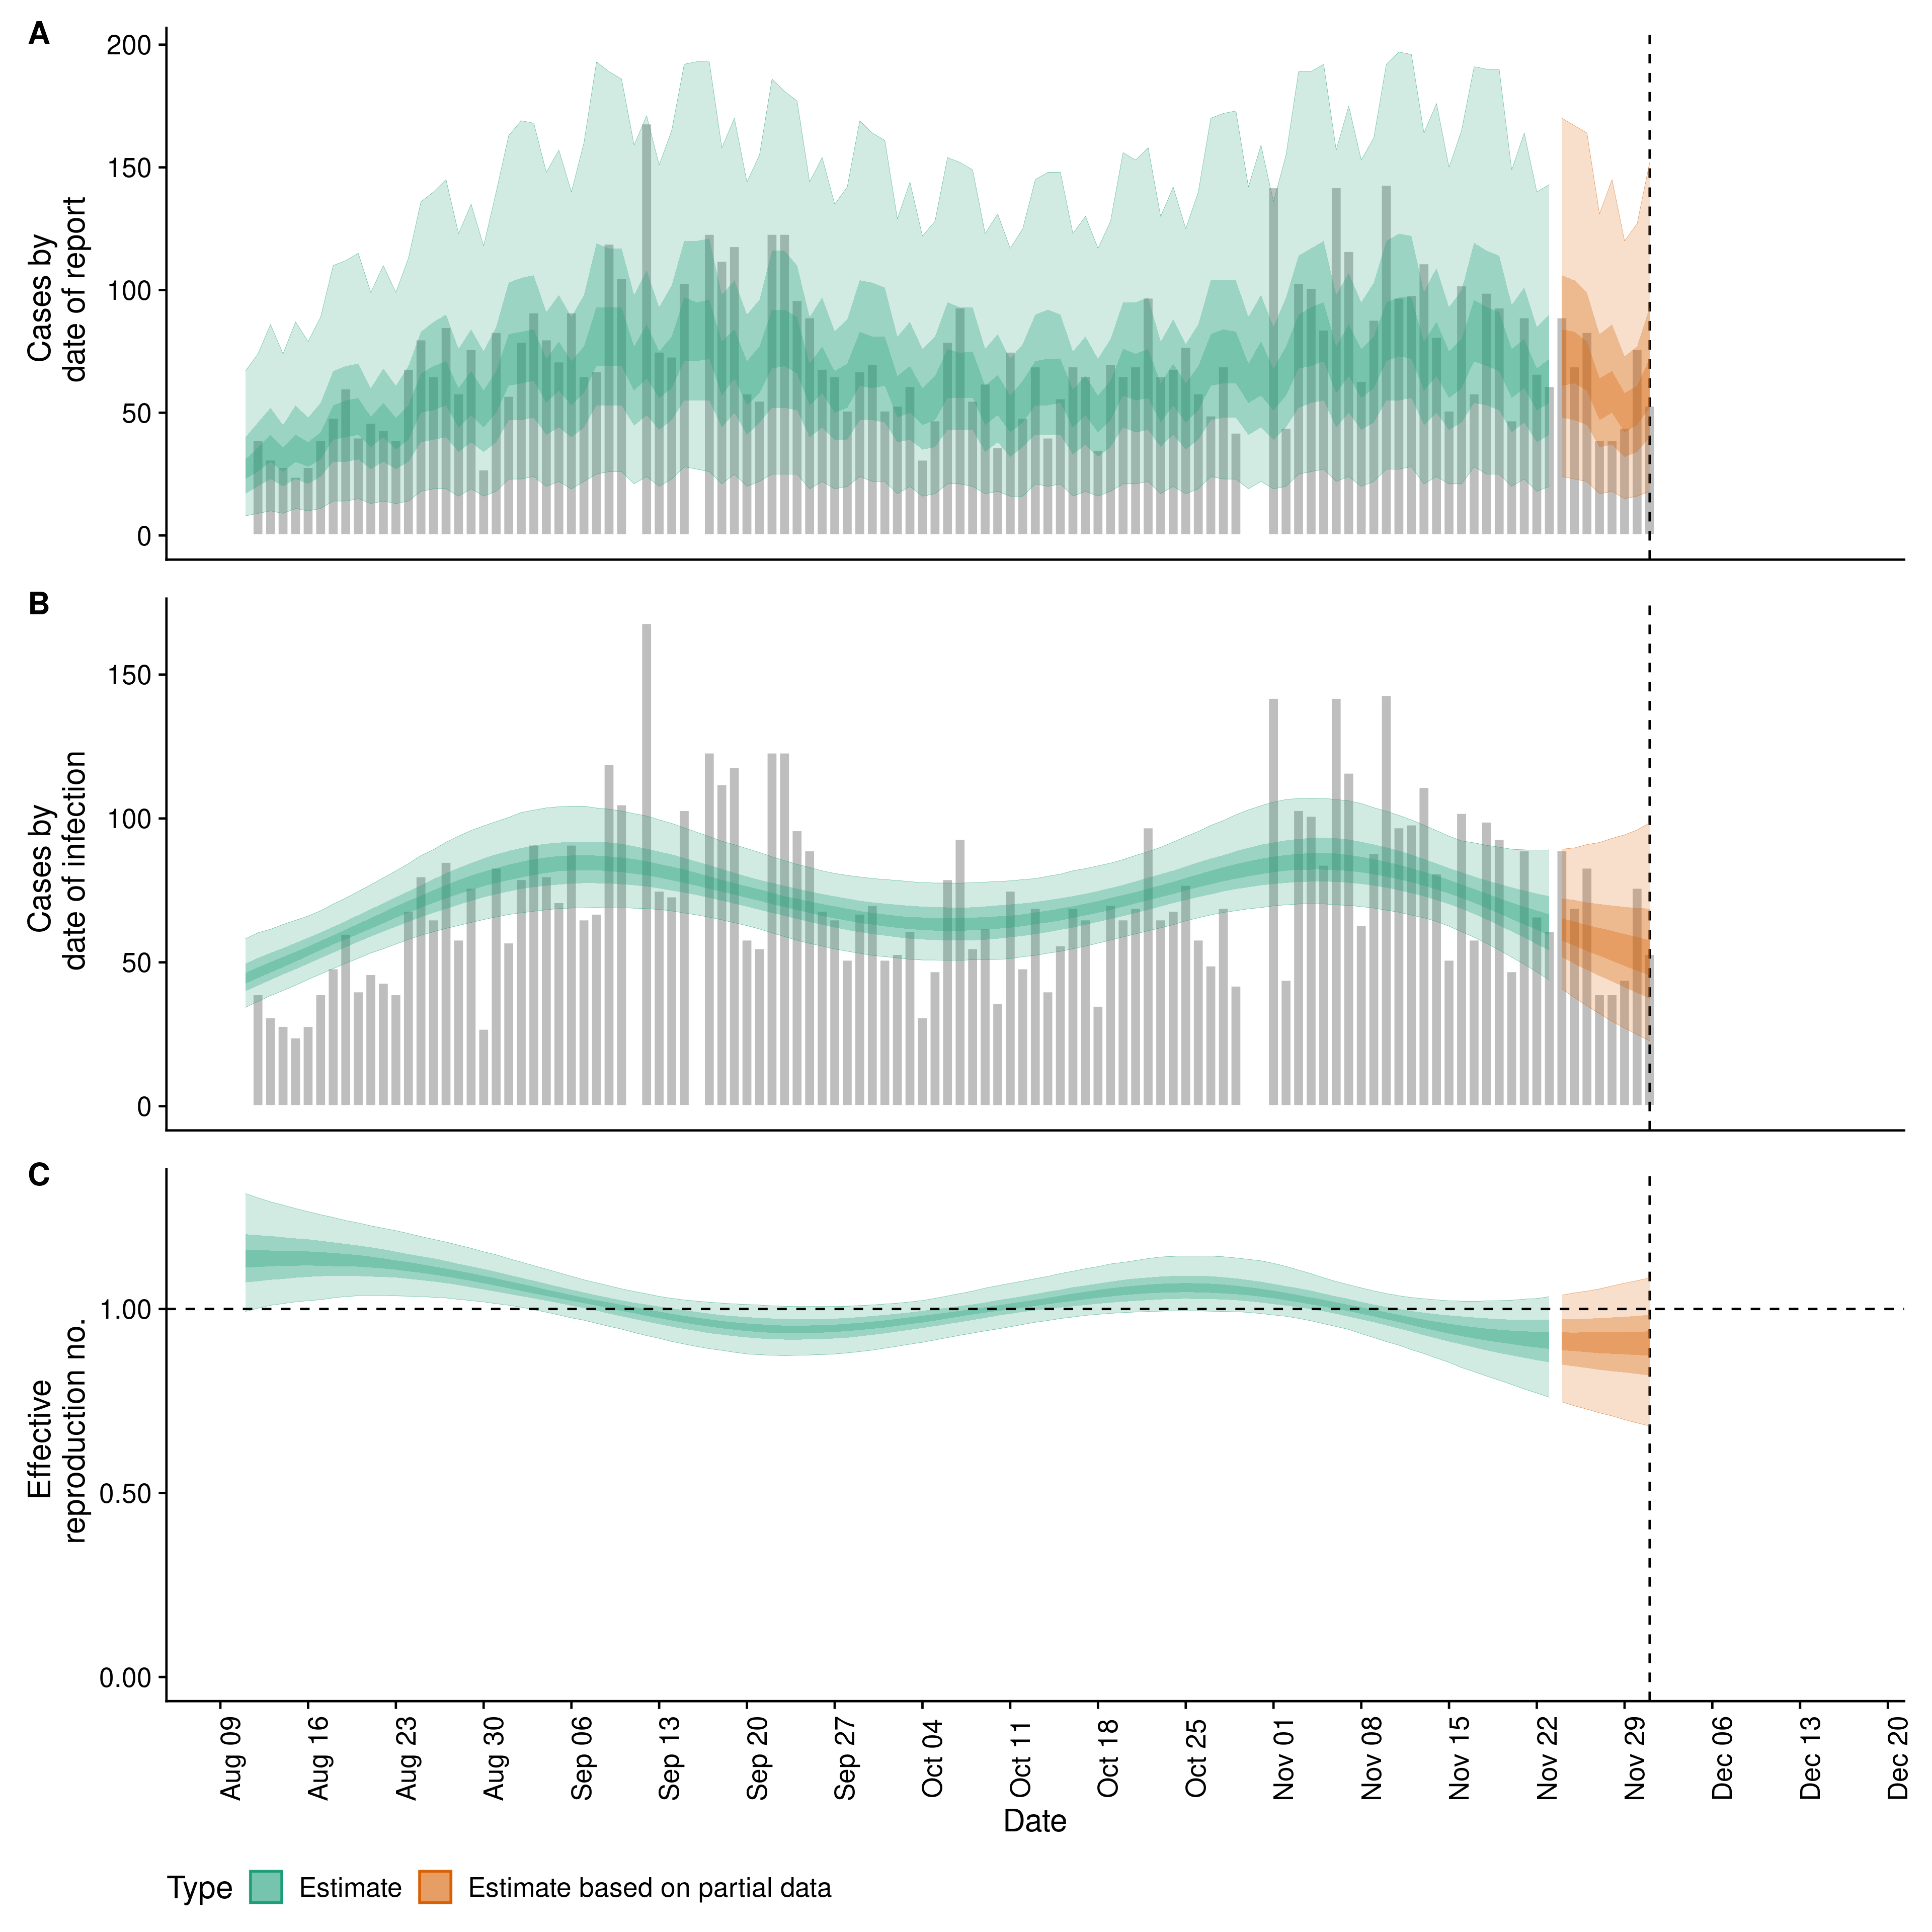 A
Cases by
date of report
200
150
100
50
0
B
Cases by
date of infection
150
100
50
0
C
Effective
reproduction no.
1.00
0.50
0.00
Aug 09
Aug 16
Aug 23
Aug 30
Sep 06
Sep 13
Sep 20
Sep 27
Oct 04
Oct 11
Oct 18
Oct 25
Nov 01
Nov 08
Nov 15
Nov 22
Nov 29
Dec 06
Dec 13
Dec 20
Date
Type Estimate Estimate based on partial data